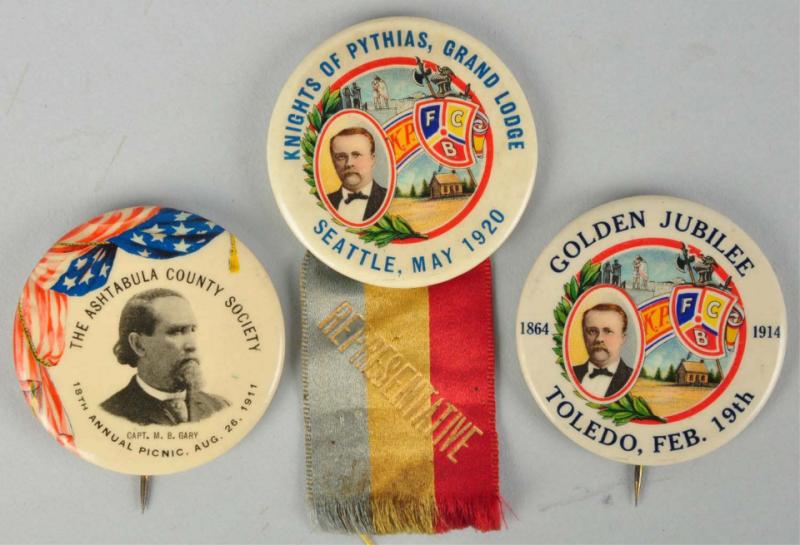 THE ASHTABULA COUNTY SOCIETY
CAPT. M. B. GARY
18TH ANNUAL PICNIC, AUG. 26, 1911
KNIGHTS OF PYTHIAS, GRAND LODGE
K.P.
F C B
SEATTLE, MAY 1920
REPRESENTATIVE
GOLDEN JUBILEE
1864 1914
K.P.
F C B
TOLEDO, FEB. 19th